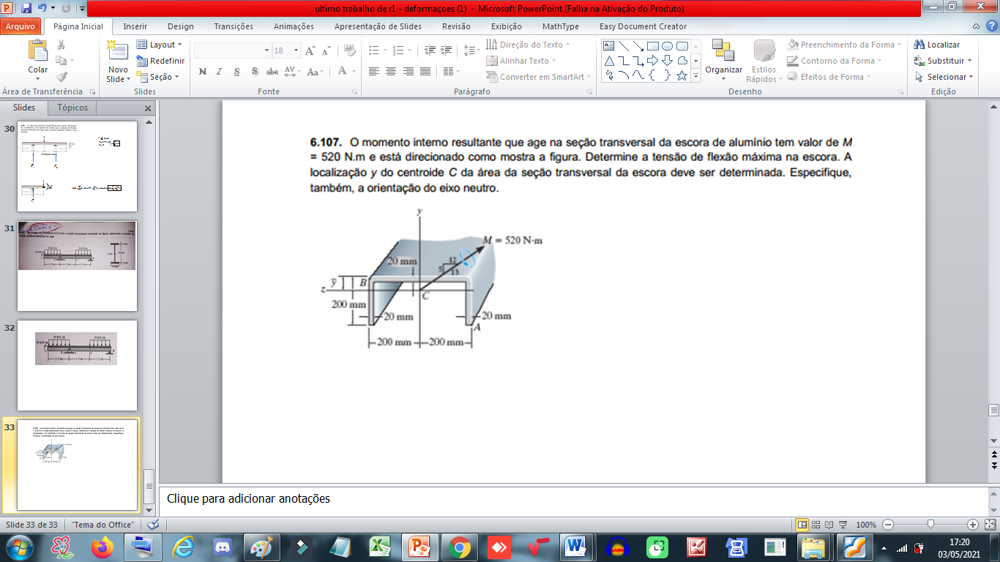 ultimo trabalho de r1 - deformaçoes (1) - Microsoft PowerPoint (Falha na Ativação do Produto)
Arquivo Página Inicial Inserir Design Transições Animações Apresentação de Slides Revisão Exibição MathType Easy Document Creator
Colar
Área de Transferência
Novo
Slide
Layout
Redefinir
Seção
Slides
18
N I S S abc AV Aa A
Fonte
Direção do Texto
Alinhar Texto
Converter em SmartArt
Parágrafo
Organizar
Estilos
Rápidos
Preenchimento da Forma
Contorno da Forma
Efeitos de Forma
Desenho
Localizar
Substituir
Selecionar
Edição
Slides Tópicos
30
31
32
33
6.107. O momento interno resultante que age na seção transversal da escora de alumínio tem valor de M
= 520 N.m e está direcionado como mostra a figura. Determine a tensão de flexão máxima na escora. A
localização y do centroide C da área da seção transversal da escora deve ser determinada. Especifique,
também, a orientação do eixo neutro.
y
M = 520 N·m
20 mm
12
5
13
y
B
z
C
200 mm
20 mm
20 mm
A
200 mm
200 mm
Clique para adicionar anotações
Slide 33 de 33 "Tema do Office" 100%
17:20
03/05/2021